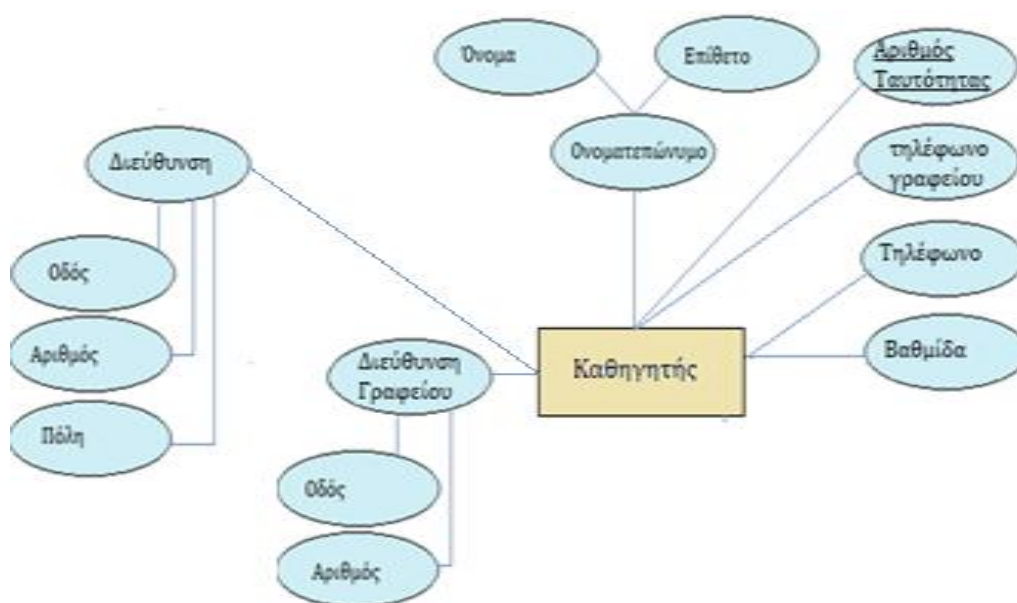 Όνομα
Επίθετο
Αριθμός
Ταυτότητας
Διεύθυνση
Ονοματεπώνυμο
τηλέφωνο
γραφείου
Οδός
Τηλέφωνο
Αριθμός
Διεύθυνση
Γραφείου
Καθηγητής
Βαθμίδα
Πόλη
Οδός
Αριθμός